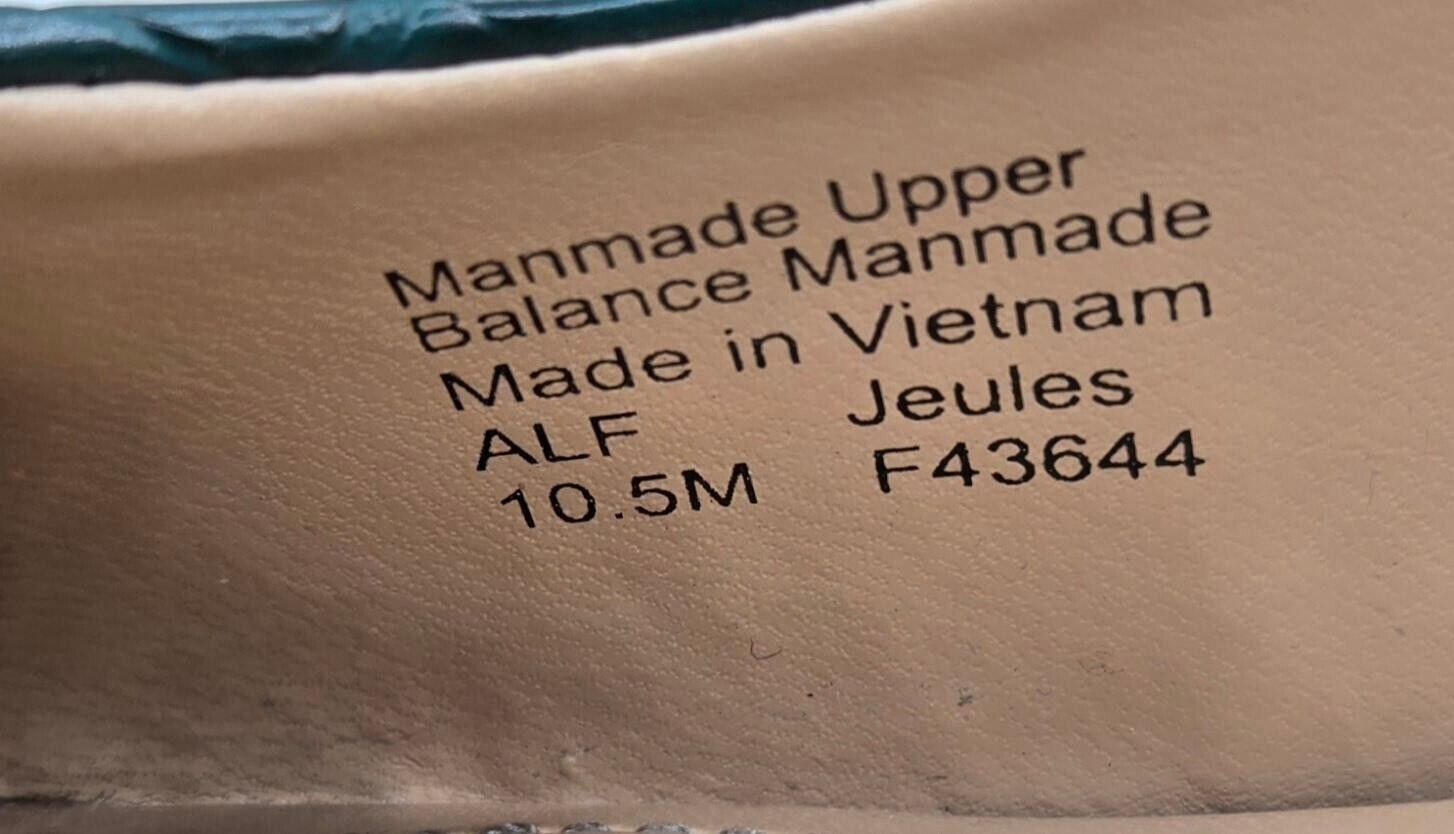 Manmade Upper
Balance Manmade
Made in Vietnam
ALF Jeules
10.5M F43644